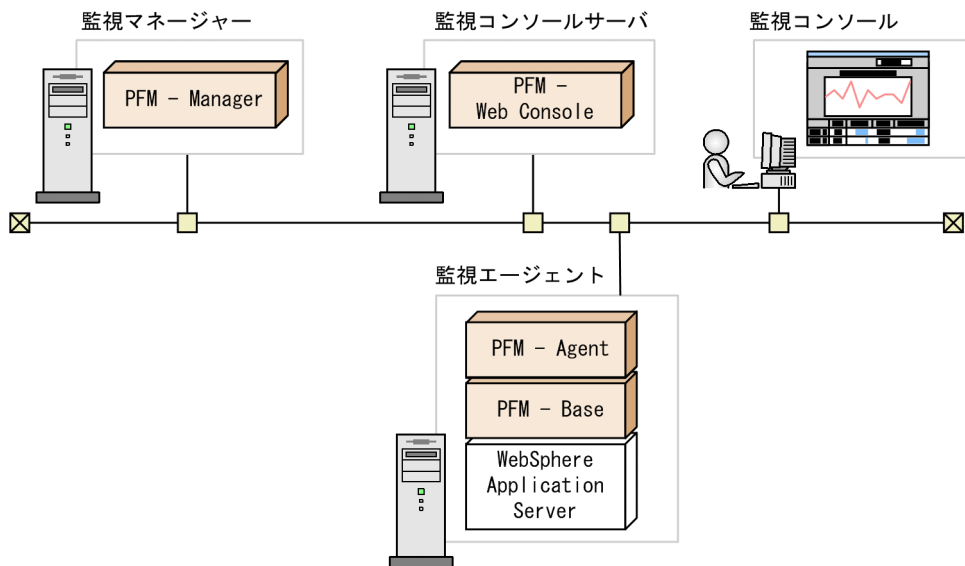 監視マネージャー
監視コンソールサーバ
監視コンソール
PFM - Manager
PFM -
Web Console
監視エージェント
PFM - Agent
PFM - Base
WebSphere
Application
Server